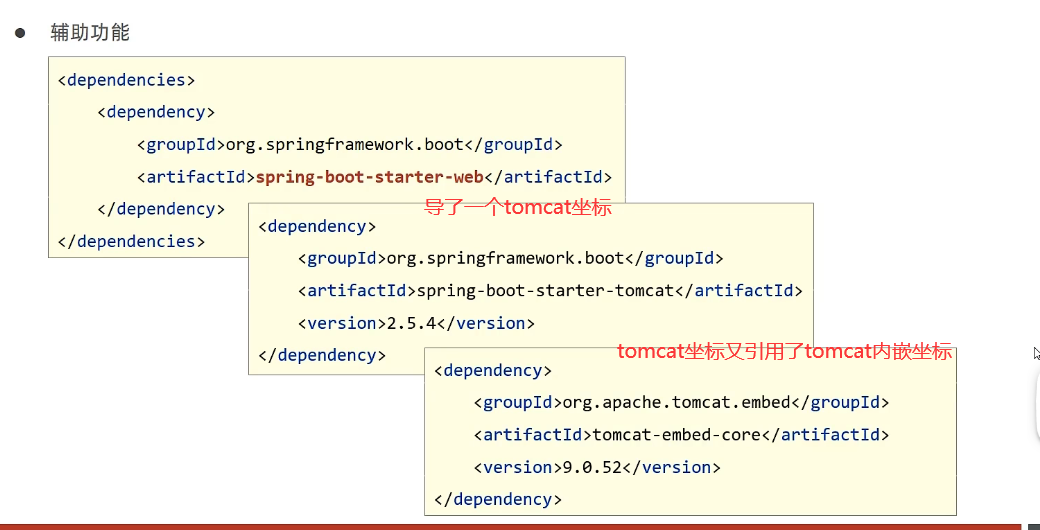 ● 辅助功能
<dependencies>
<dependency>
<groupId>org.springframework.boot</groupId>
<artifactId>spring-boot-starter-web</artifactId>
</dependency>
</dependencies>
导了一个tomcat坐标
<dependency>
<groupId>org.springframework.boot</groupId>
<artifactId>spring-boot-starter-tomcat</artifactId>
<version>2.5.4</version>
</dependency>
tomcat坐标又引用了tomcat内嵌坐标
<dependency>
<groupId>org.apache.tomcat.embed</groupId>
<artifactId>tomcat-embed-core</artifactId>
<version>9.0.52</version>
</dependency>